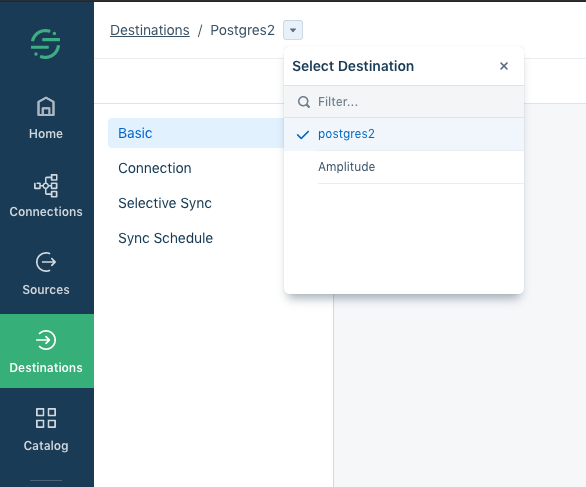 Destinations / Postgres2
Select Destination
Filter...
postgres2
Amplitude
Basic
Connection
Selective Sync
Sync Schedule
Home
Connections
Sources
Destinations
Catalog